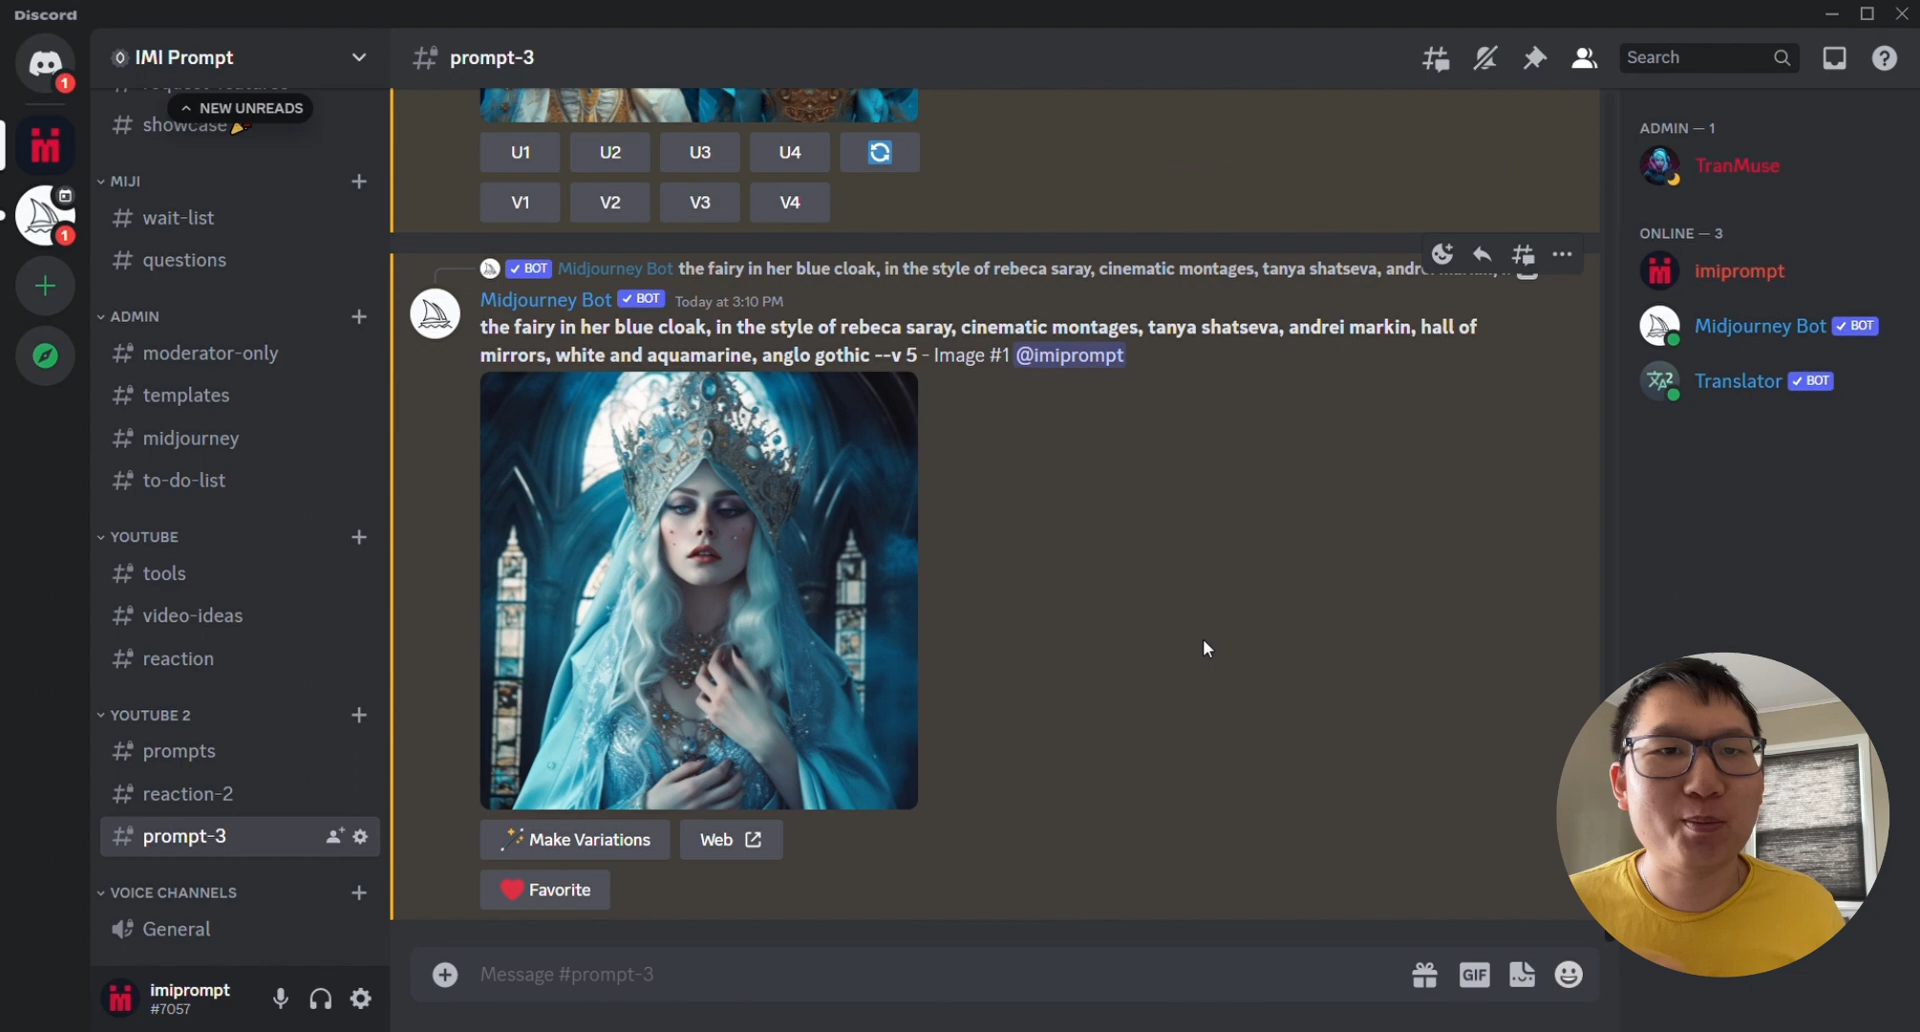 Discord
1
IMI Prompt
NEW UNREADS
showcase
MIJI
wait-list
questions
1
ADMIN
moderator-only
templates
midjourney
to-do-list
YOUTUBE
tools
video-ideas
reaction
YOUTUBE 2
prompts
reaction-2
prompt-3
VOICE CHANNELS
General
imiprompt
#7057
prompt-3
Search
U1 U2 U3 U4
V1 V2 V3 V4
BOT Midjourney Bot the fairy in her blue cloak, in the style of rebeca saray, cinematic montages, tanya shatseva,
Midjourney Bot BOT Today at 3:10 PM
the fairy in her blue cloak, in the style of rebeca saray, cinematic montages, tanya shatseva, andrei markin, hall of
mirrors, white and aquamarine, anglo gothic --v 5 - Image #1 @imiprompt
Make Variations Web
Favorite
Message #prompt-3
GIF
ADMIN — 1
TranMuse
ONLINE — 3
imiprompt
Midjourney Bot BOT
Translator BOT